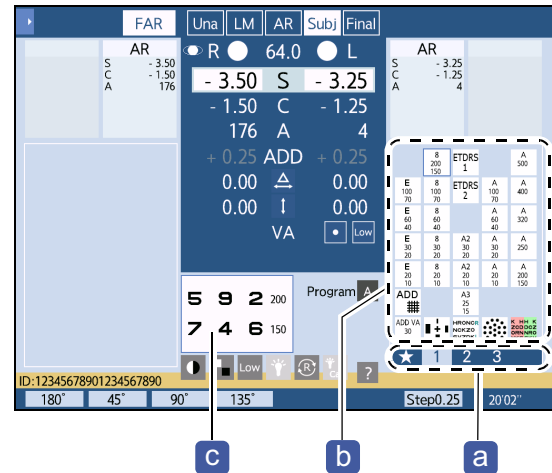 FAR
Una LM AR Subj Final
AR
S - 3.50
C - 1.50
A 176
R 64.0 L
- 3.50 S - 3.25
- 1.50 C - 1.25
176 A 4
+ 0.25 ADD + 0.25
0.00 0.00
0.00 0.00
VA Low
AR
S - 3.25
C - 1.25
A 4
8 200 150 ETDRS 1 A 500
E 100 70 8 100 70 ETDRS 2 A 100 70 A 400
E 60 40 8 60 40 A 60 40 A 320
E 30 20 8 30 20 A2 30 20 A 30 20 A 250
E 20 10 8 20 10 A2 20 10 A 20 10 A 200 150
ADD A3 25 15
ADD VA 30 HRONCR NCKZO
★ 1 2 3
5 9 2 200
7 4 6 150
Program A
Low R ?
ID:12345678901234567890
180° 45° 90° 135° Step0.25 20'02"
c b a